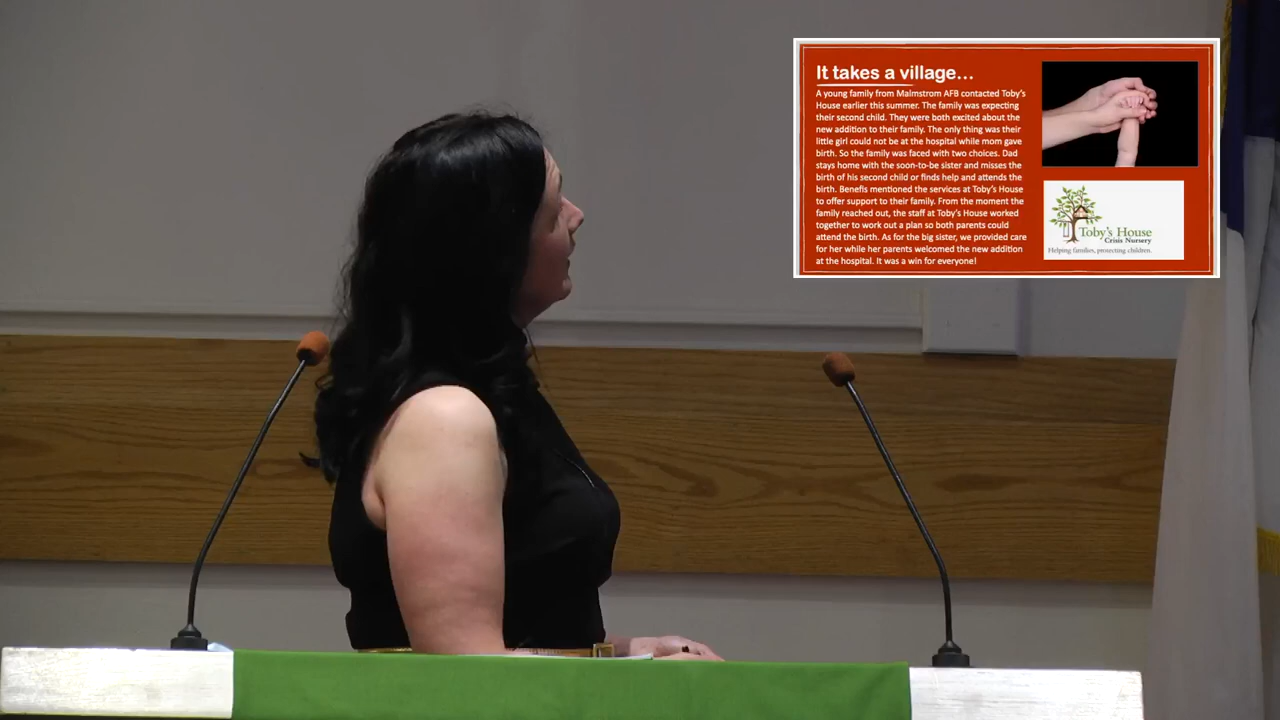 It takes a village...
A young family from Malmstrom AFB contacted Toby's
House earlier this summer. The family was expecting
their second child. They were both excited about the
new addition to their family. The only thing was their
little girl could not be at the hospital while mom gave
birth. So the family was faced with two choices. Dad
stays home with the soon-to-be sister and misses the
birth of his second child or finds help and attends the
birth. Benefis mentioned the services at Toby's House
to offer support to their family. From the moment the
family reached out, the staff at Toby's House worked
together to work out a plan so both parents could
attend the birth. As for the big sister, we provided care
for her while her parents welcomed the new addition
at the hospital. It was a win for everyone!
Toby's House
Crisis Nursery
Helping families, protecting children.